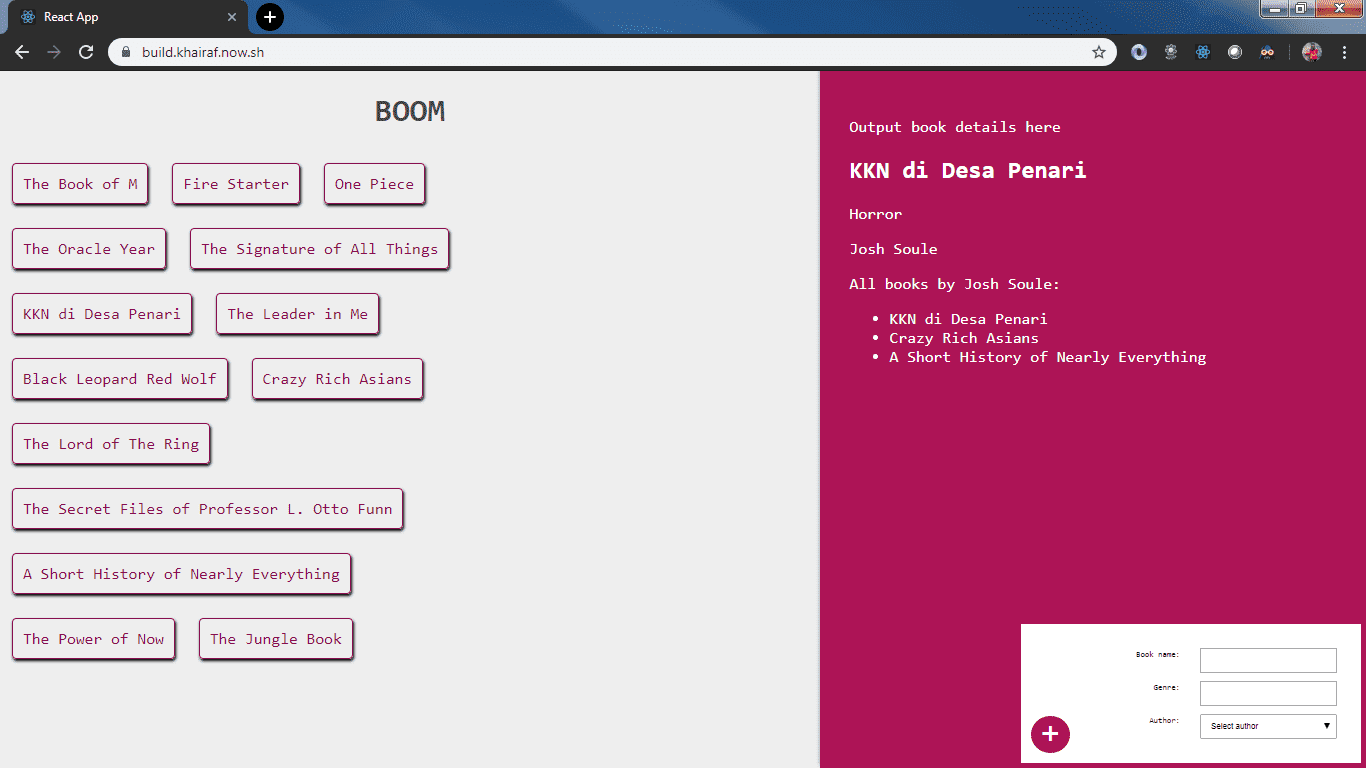 React App
build.khairaf.now.sh
BOOM
The Book of M Fire Starter One Piece
The Oracle Year The Signature of All Things
KKN di Desa Penari The Leader in Me
Black Leopard Red Wolf Crazy Rich Asians
The Lord of The Ring
The Secret Files of Professor L. Otto Funn
A Short History of Nearly Everything
The Power of Now The Jungle Book
Output book details here
KKN di Desa Penari
Horror
Josh Soule
All books by Josh Soule:
• KKN di Desa Penari
• Crazy Rich Asians
• A Short History of Nearly Everything
Book name:
Genre:
Author: Select author
+